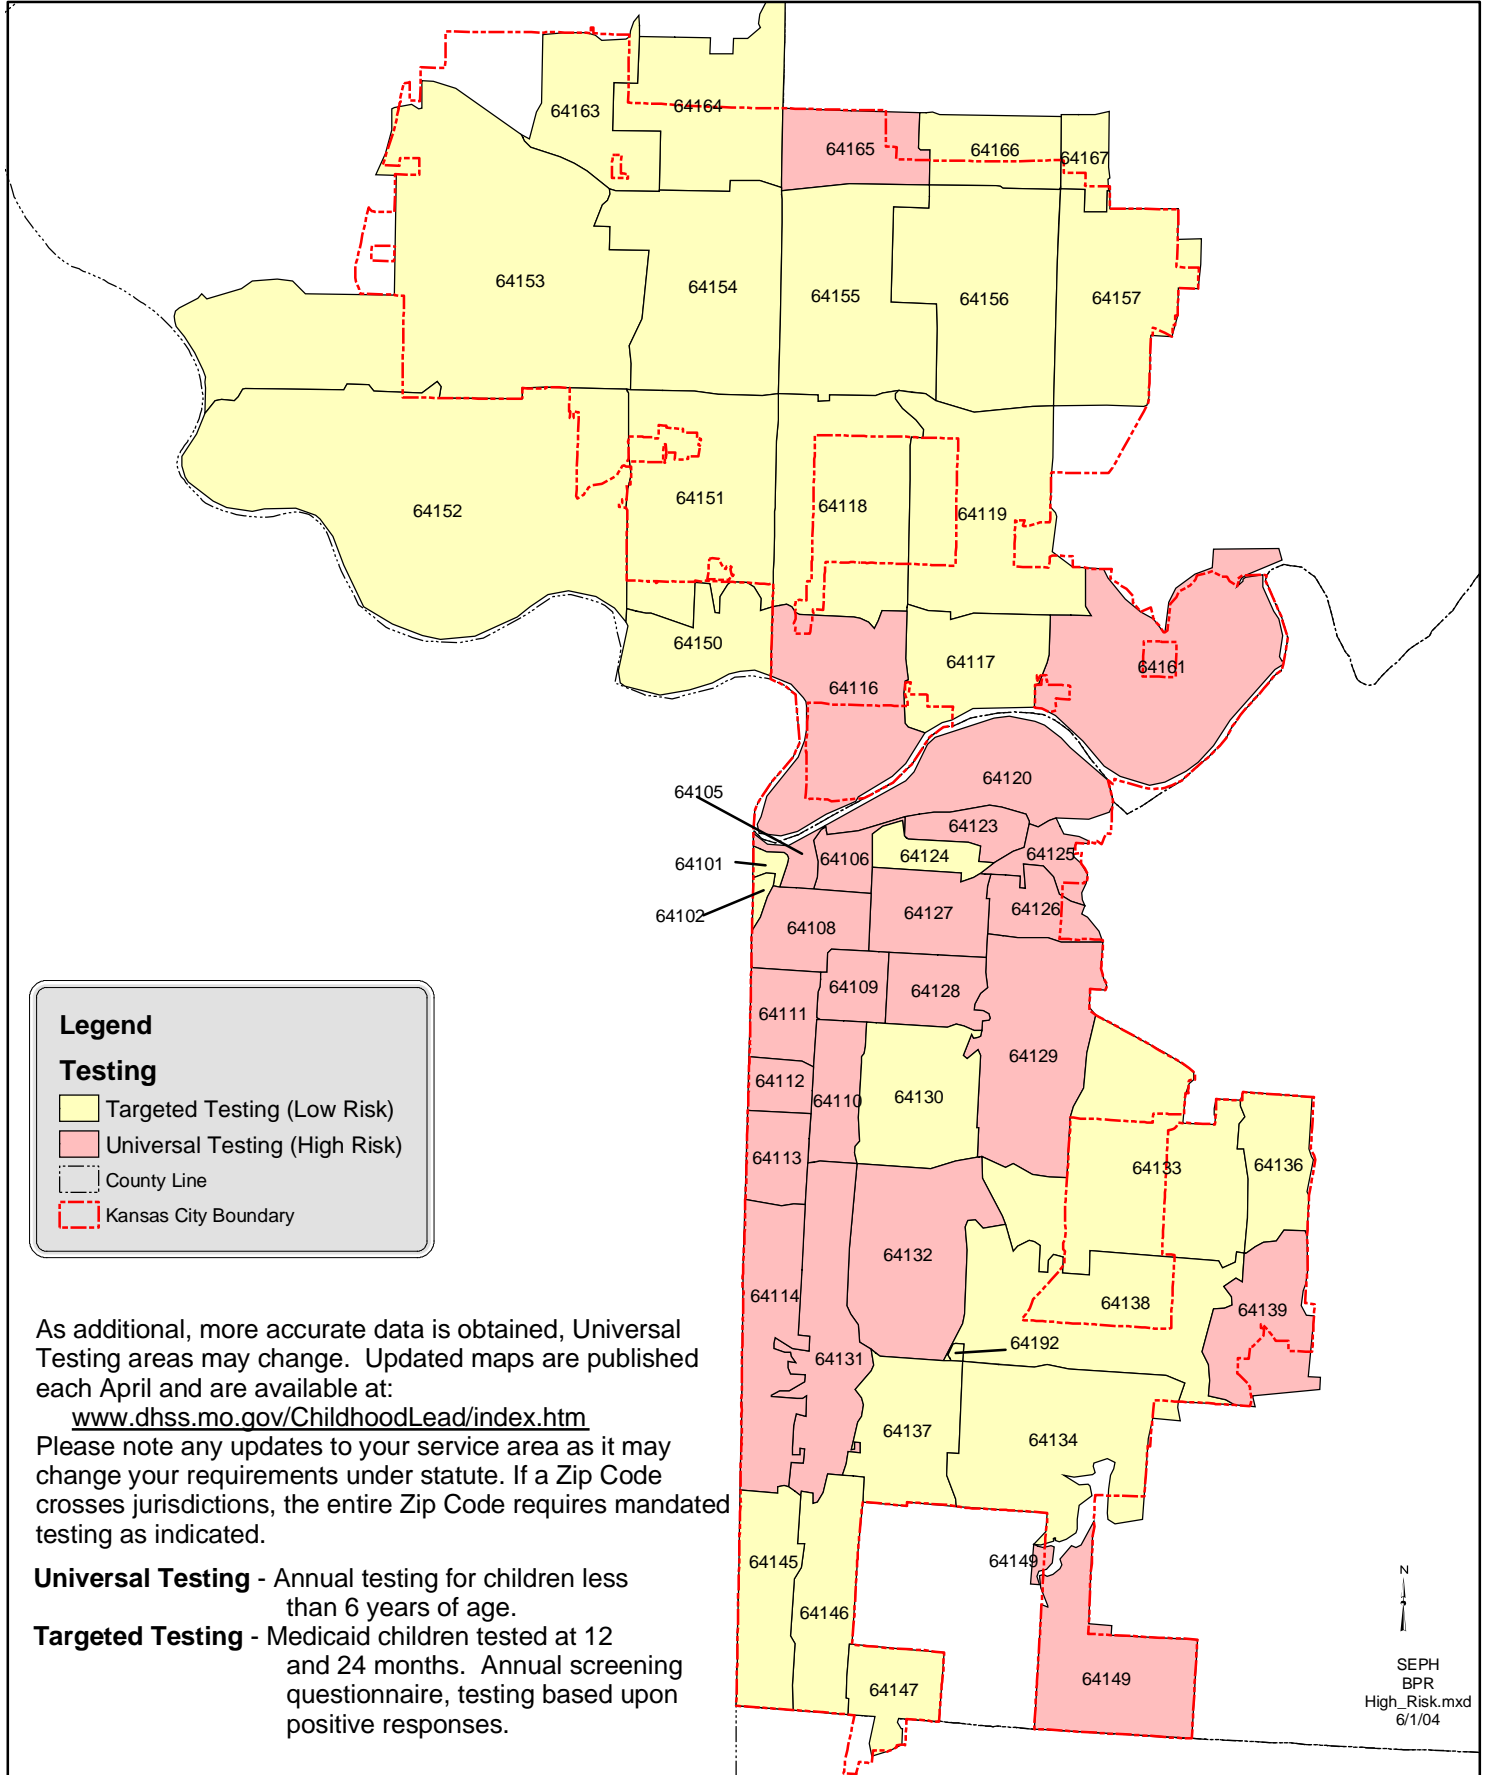 64163
64164
64165
64166
64167
64153
64154
64155
64156
64157
64152
64151
64118
64119
64150
64117
64161
64116
64120
64105
64123
64106
64124
64125
64101
64102
64127
64126
64108
64109
64128
64111
64129
64112
64110
64130
64113
64133
64136
64132
64114
64138
64139
64192
64131
64137
64134
64145
64149
64146
64149
64147
Legend
Testing
Targeted Testing (Low Risk)
Universal Testing (High Risk)
County Line
Kansas City Boundary
As additional, more accurate data is obtained, Universal
Testing areas may change. Updated maps are published
each April and are available at:
www.dhss.mo.gov/ChildhoodLead/index.htm
Please note any updates to your service area as it may
change your requirements under statute. If a Zip Code
crosses jurisdictions, the entire Zip Code requires mandated
testing as indicated.
Universal Testing - Annual testing for children less
than 6 years of age.
Targeted Testing - Medicaid children tested at 12
and 24 months. Annual screening
questionnaire, testing based upon
positive responses.
N
SEPH
BPR
High_Risk.mxd
6/1/04